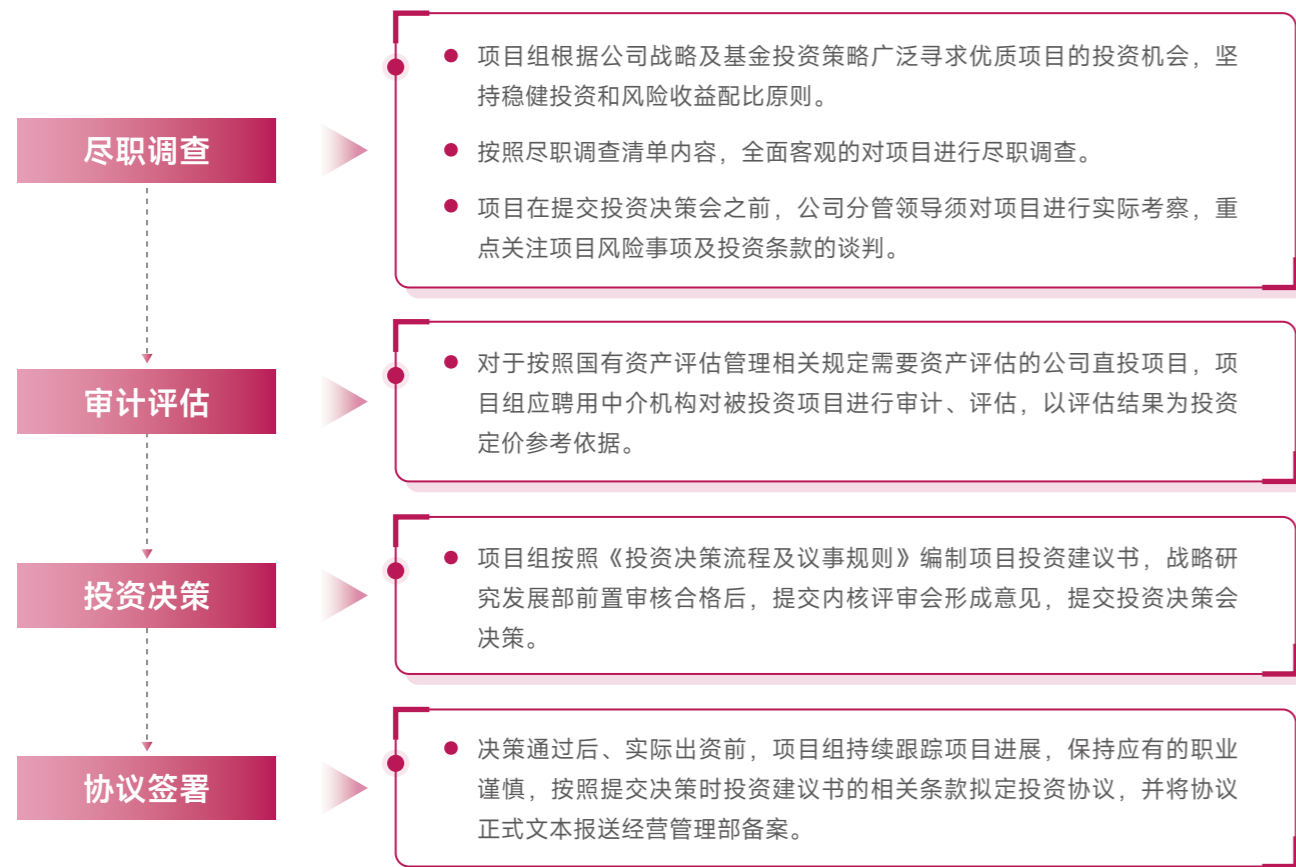 尽职调查
项目组根据公司战略及基金投资策略广泛寻求优质项目的投资机会，坚
持稳健投资和风险收益配比原则。
按照尽职调查清单内容，全面客观的对项目进行尽职调查。
项目在提交投资决策会之前，公司分管领导须对项目进行实际考察，重
点关注项目风险事项及投资条款的谈判。
审计评估
对于按照国有资产评估管理相关规定需要资产评估的公司直投项目，项
目组应聘用中介机构对被投资项目进行审计、评估，以评估结果为投资
定价参考依据。
投资决策
项目组按照《投资决策流程及议事规则》编制项目投资建议书，战略研
究发展部前置审核合格后，提交内核评审会形成意见，提交投资决策会
决策。
协议签署
决策通过后、实际出资前，项目组持续跟踪项目进展，保持应有的职业
谨慎，按照提交决策时投资建议书的相关条款拟定投资协议，并将协议
正式文本报送经营管理部备案。